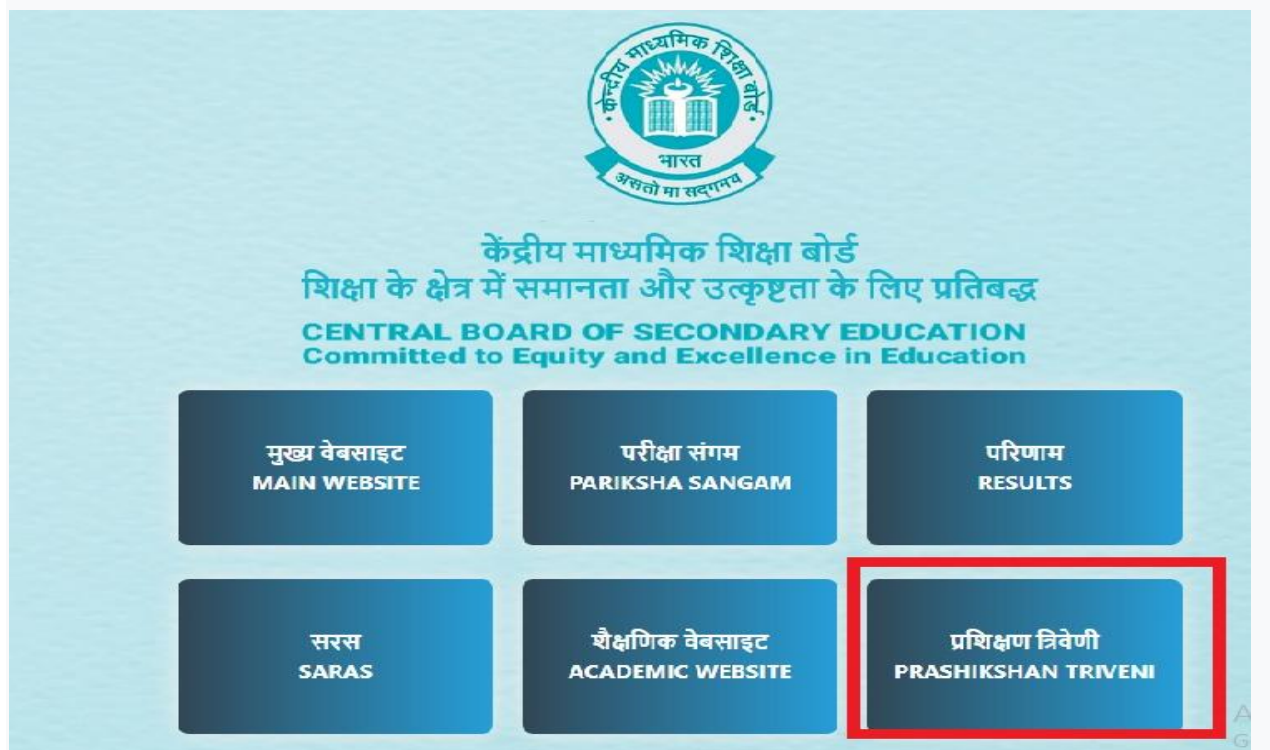 केन्द्रीय माध्यमिक शिक्षा बोर्ड
भारत
असतो मा सद्गमय
केंद्रीय माध्यमिक शिक्षा बोर्ड
शिक्षा के क्षेत्र में समानता और उत्कृष्टता के लिए प्रतिबद्ध
CENTRAL BOARD OF SECONDARY EDUCATION
Committed to Equity and Excellence in Education
मुख्य वेबसाइट
MAIN WEBSITE
परीक्षा संगम
PARIKSHA SANGAM
परिणाम
RESULTS
सरस
SARAS
शैक्षणिक वेबसाइट
ACADEMIC WEBSITE
प्रशिक्षण त्रिवेणी
PRASHIKSHAN TRIVENI